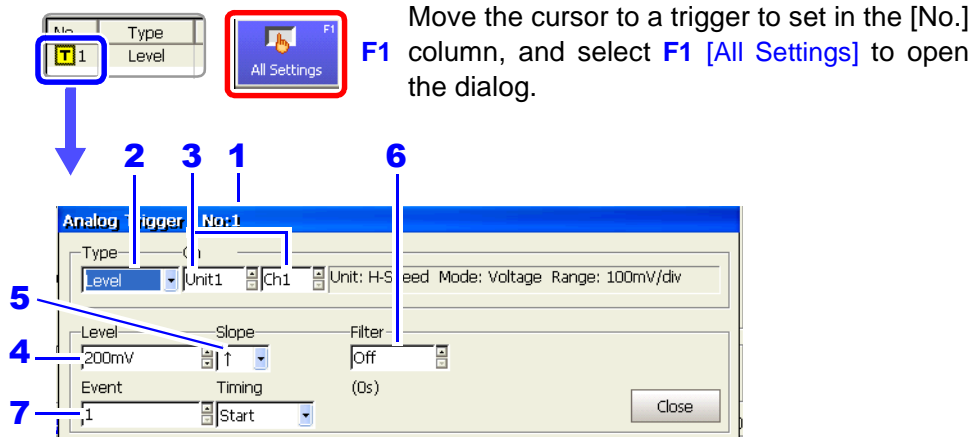 No. Type
T 1 Level
F1
All Settings
F1
Move the cursor to a trigger to set in the [No.]
column, and select F1 [All Settings] to open
the dialog.
2 3 1 6
Analog Trigger No:1
Type Ch
Level Unit1 Ch1 Unit: H-Speed Mode: Voltage Range: 100mV/div
5
Level Slope Filter
4 200mV ↑ Off
Event Timing (0s)
7 1 Start Close